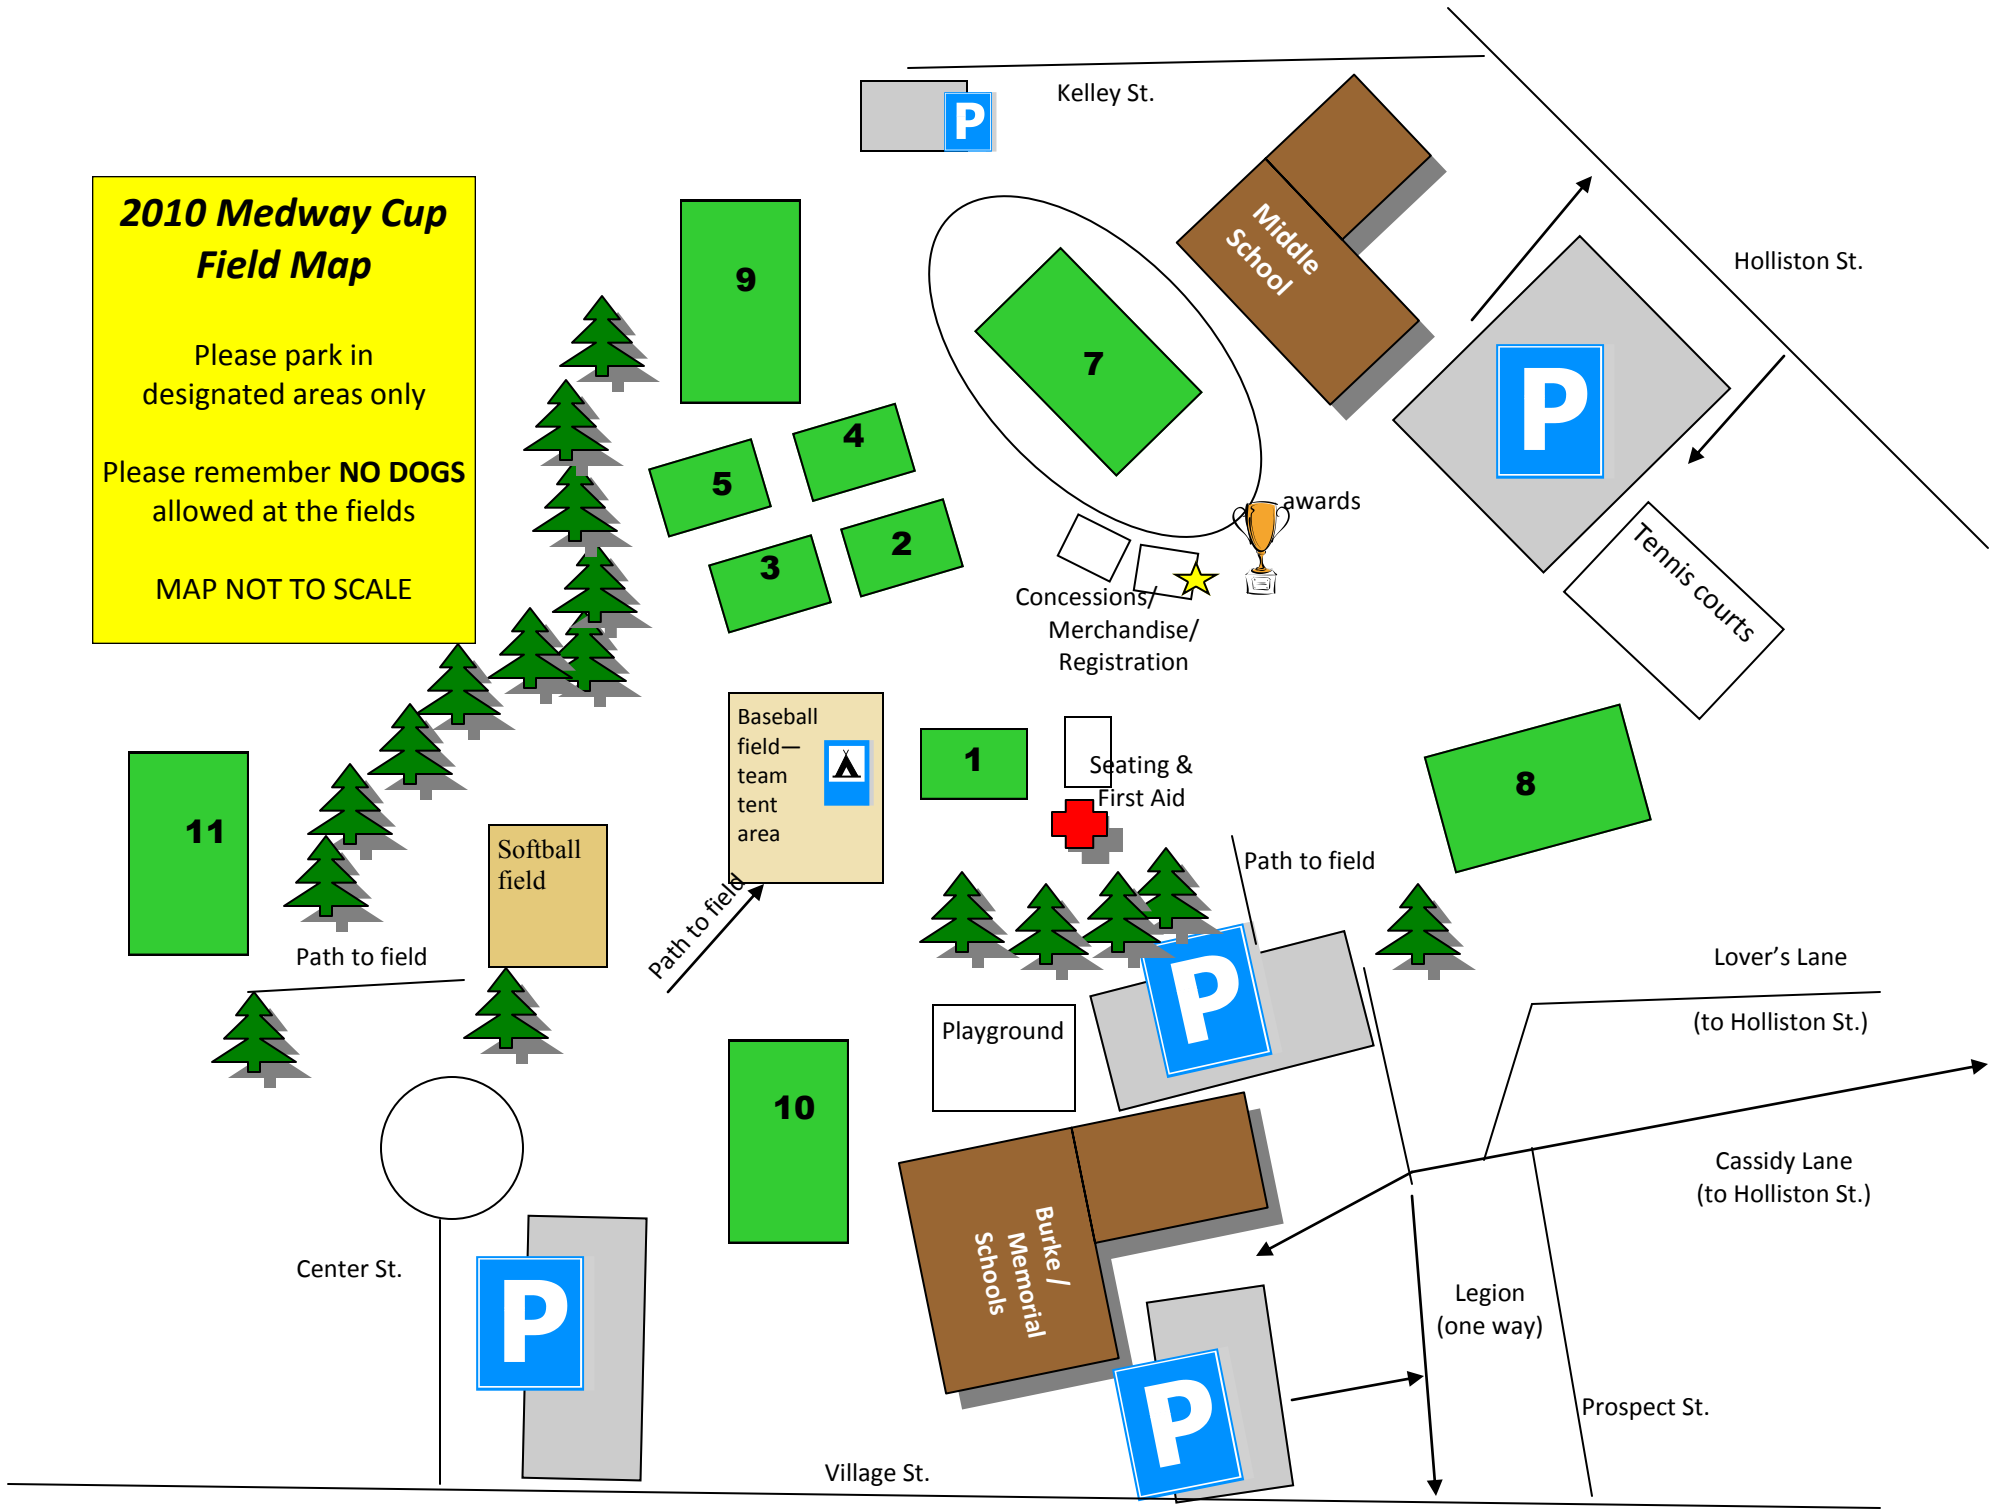 Kelley St.
P
2010 Medway Cup
Field Map
Please park in
designated areas only
Please remember NO DOGS
allowed at the fields
MAP NOT TO SCALE
Middle
School
Holliston St.
9
7
P
4
5
2
3
awards
Tennis courts
Concessions/
Merchandise/
Registration
Baseball
field—
team
tent
area
1
Seating &
First Aid
8
11
Softball
field
Path to field
Path to field
Path to field
Lover's Lane
(to Holliston St.)
P
Playground
10
Cassidy Lane
(to Holliston St.)
Burke /
Memorial
Schools
Center St.
P
Legion
(one way)
P
Prospect St.
Village St.